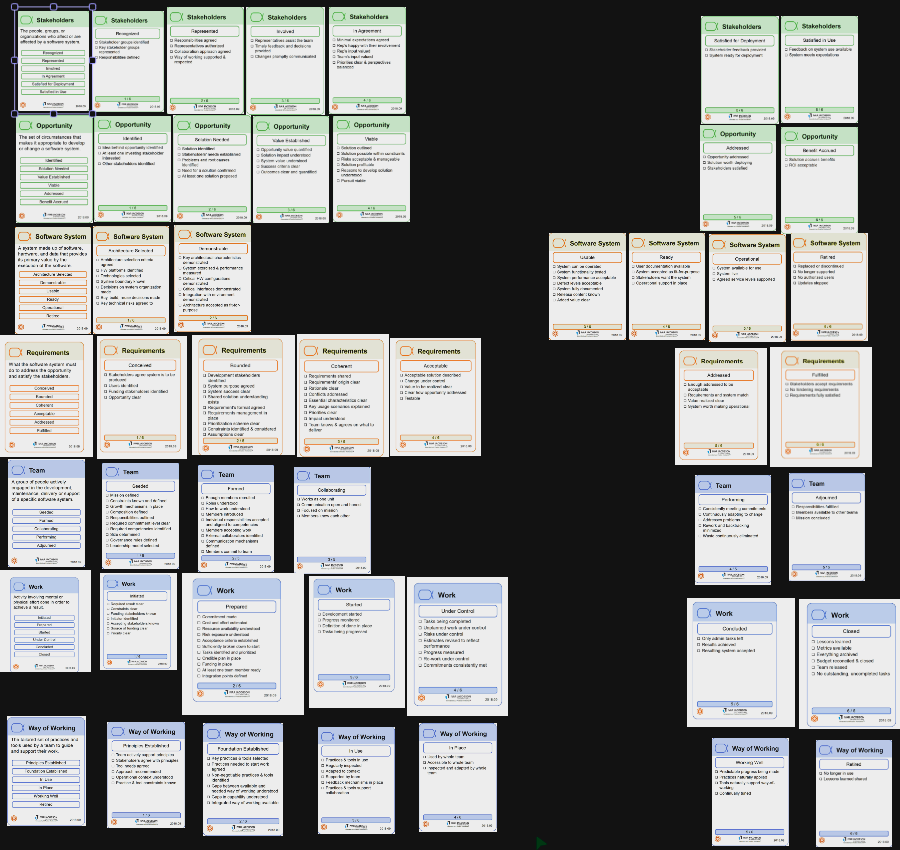 Stakeholders
The people, groups, or
organizations who affect or are
affected by a software system.
Recognized
Represented
Involved
In Agreement
Satisfied for Deployment
Satisfied in Use
Stakeholders
Recognized
Stakeholder groups identified
Key stakeholder groups
represented
Responsibilities defined
1 / 6
Stakeholders
Represented
Responsibilities agreed
Representatives authorized
Collaboration approach agreed
Way of working supported &
respected
Stakeholders
Involved
Representatives assist the team
Timely feedback and decisions
provided
Changes promptly communicated
Stakeholders
In Agreement
Minimal expectations agreed
Rep's happy with their involvement
Rep's input valued
Team's input valued
Priorities clear & perspectives
balanced
Stakeholders
Satisfied for Deployment
Stakeholder feedback provided
System ready for deployment
Stakeholders
Satisfied in Use
Feedback on system use available
System meets expectations
Opportunity
The set of circumstances that
makes it appropriate to develop
or change a software system.
Identified
Solution Needed
Value Established
Viable
Addressed
Benefit Accrued
Opportunity
Identified
Idea behind opportunity identified
At least one investing stakeholder
interested
Other stakeholders identified
Opportunity
Solution Needed
Solution identified
Stakeholders' needs established
Problems and root causes
identified
Need for a solution confirmed
At least one solution proposed
Opportunity
Value Established
Opportunity value quantified
Solution impact understood
System value understood
Success criteria clear
Outcomes clear and quantified
Opportunity
Viable
Solution outlined
Solution possible within constraints
Risks acceptable & manageable
Solution profitable
Reasons to develop solution
understood
Pursuit viable
Opportunity
Addressed
Opportunity addressed
Solution worth deploying
Stakeholders satisfied
Opportunity
Benefit Accrued
Solution accrues benefits
ROI acceptable
Software System
A system made up of software,
hardware, and data that provides
its primary value by the
execution of the software.
Architecture Selected
Demonstrable
Usable
Ready
Operational
Retired
Software System
Architecture Selected
Architecture selection criteria
agreed
HW platforms identified
Technologies selected
System boundary known
Decisions on system organization
made
Buy, build, reuse decisions made
Key technical risks agreed to
Software System
Demonstrable
Key architecture characteristics
demonstrated
System exercised & performance
measured
Critical HW configurations
demonstrated
Critical interfaces demonstrated
Integration with environment
demonstrated
Architecture accepted as fit-for-
purpose
Software System
Usable
System can be operated
System functionality tested
System performance acceptable
Defect levels acceptable
System fully documented
Release content known
Added value clear
Software System
Ready
User documentation available
System accepted as fit-for-purpose
Stakeholders want the system
Operational support in place
Software System
Operational
System available for use
System live
Agreed service levels supported
Software System
Retired
Replaced or discontinued
No longer supported
No authorized users
Updates stopped
Requirements
What the software system must
do to address the opportunity
and satisfy the stakeholders.
Conceived
Bounded
Coherent
Acceptable
Addressed
Fulfilled
Requirements
Conceived
Stakeholders agree system is to be
produced
Users identified
Funding stakeholders identified
Opportunity clear
1 / 6
Requirements
Bounded
Development stakeholders
identified
System purpose agreed
System success clear
Shared solution understanding
exists
Requirement's format agreed
Requirements management in
place
Prioritization scheme clear
Constraints identified & considered
Assumptions clear
Requirements
Coherent
Requirements shared
Requirements' origin clear
Rationale clear
Conflicts addressed
Essential characteristics clear
Key usage scenarios explained
Priorities clear
Impact understood
Team knows & agrees on what to
deliver
Requirements
Acceptable
Acceptable solution described
Change under control
Value to be realized clear
Clear how opportunity addressed
Testable
Requirements
Addressed
Enough addressed to be
acceptable
Requirements and system match
Value realized clear
System worth making operational
Requirements
Fulfilled
Stakeholders accept requirements
No hindering requirements
Requirements fully satisfied
Team
A group of people actively
engaged in the development,
maintenance, delivery or support
of a specific software system.
Seeded
Formed
Collaborating
Performing
Adjourned
Team
Seeded
Mission defined
Constraints known and defined
Growth mechanisms in place
Composition defined
Responsibilities outlined
Required commitment level clear
Required competencies identified
Size determined
Governance rules defined
Leadership model selected
Team
Formed
Enough members recruited
Roles understood
How to work understood
Members introduced
Individual responsibilities accepted
and aligned to competencies
Members accepting work
External collaborators identified
Communication mechanisms
defined
Members commit to team
Team
Collaborating
Works as one unit
Communication open and honest
Focused on mission
Members know each other
Team
Performing
Consistently meeting commitments
Continuously adapting to change
Addresses problems
Rework and backtracking
minimized
Waste continuously eliminated
Team
Adjourned
Responsibilities fulfilled
Members available to other teams
Mission concluded
Work
Activity involving mental or
physical effort done in order to
achieve a result.
Initiated
Prepared
Started
Under Control
Concluded
Closed
Work
Initiated
Required result clear
Constraints clear
Funding stakeholders known
Initiator identified
Accepting stakeholders known
Source of funding clear
Priority clear
Work
Prepared
Commitment made
Cost and effort estimated
Resource availability understood
Risk exposure understood
Acceptance criteria established
Sufficiently broken down to start
Tasks identified and prioritized
Credible plan in place
Funding in place
At least one team member ready
Integration points defined
2 / 6
Work
Started
Development started
Progress monitored
Definition of done in place
Tasks being progressed
Work
Under Control
Tasks being completed
Unplanned work under control
Risks under control
Estimates revised to reflect
performance
Progress measured
Re-work under control
Commitments consistently met
4 / 6
Work
Concluded
Only admin tasks left
Results achieved
Resulting system accepted
5 / 6
Work
Closed
Lessons learned
Metrics available
Everything archived
Budget reconciled & closed
Team released
No outstanding, uncompleted tasks
6 / 6
Way of Working
The tailored set of practices and
tools used by a team to guide
and support their work.
Principles Established
Foundation Established
In Use
In Place
Working Well
Retired
Way of Working
Principles Established
Team actively support principles
Stakeholders agree with principles
Tool needs agreed
Approach recommended
Operational context understood
Practice & tool constraints known
Way of Working
Foundation Established
Key practices & tools selected
Practices needed to start work
agreed
Non-negotiable practices & tools
identified
Gaps between available and
needed way of working understood
Gaps in capability understood
Integrated way of working available
Way of Working
In Use
Practices & tools in use
Regularly inspected
Adapted to context
Supported by team
Feedback mechanisms in place
Practices & tools support
collaboration
Way of Working
In Place
Used by whole team
Accessible to whole team
Inspected and adapted by whole
team
Way of Working
Working Well
Predictable progress being made
Practices naturally applied
Tools naturally support way of
working
Continually tuned
Way of Working
Retired
No longer in use
Lessons learned shared